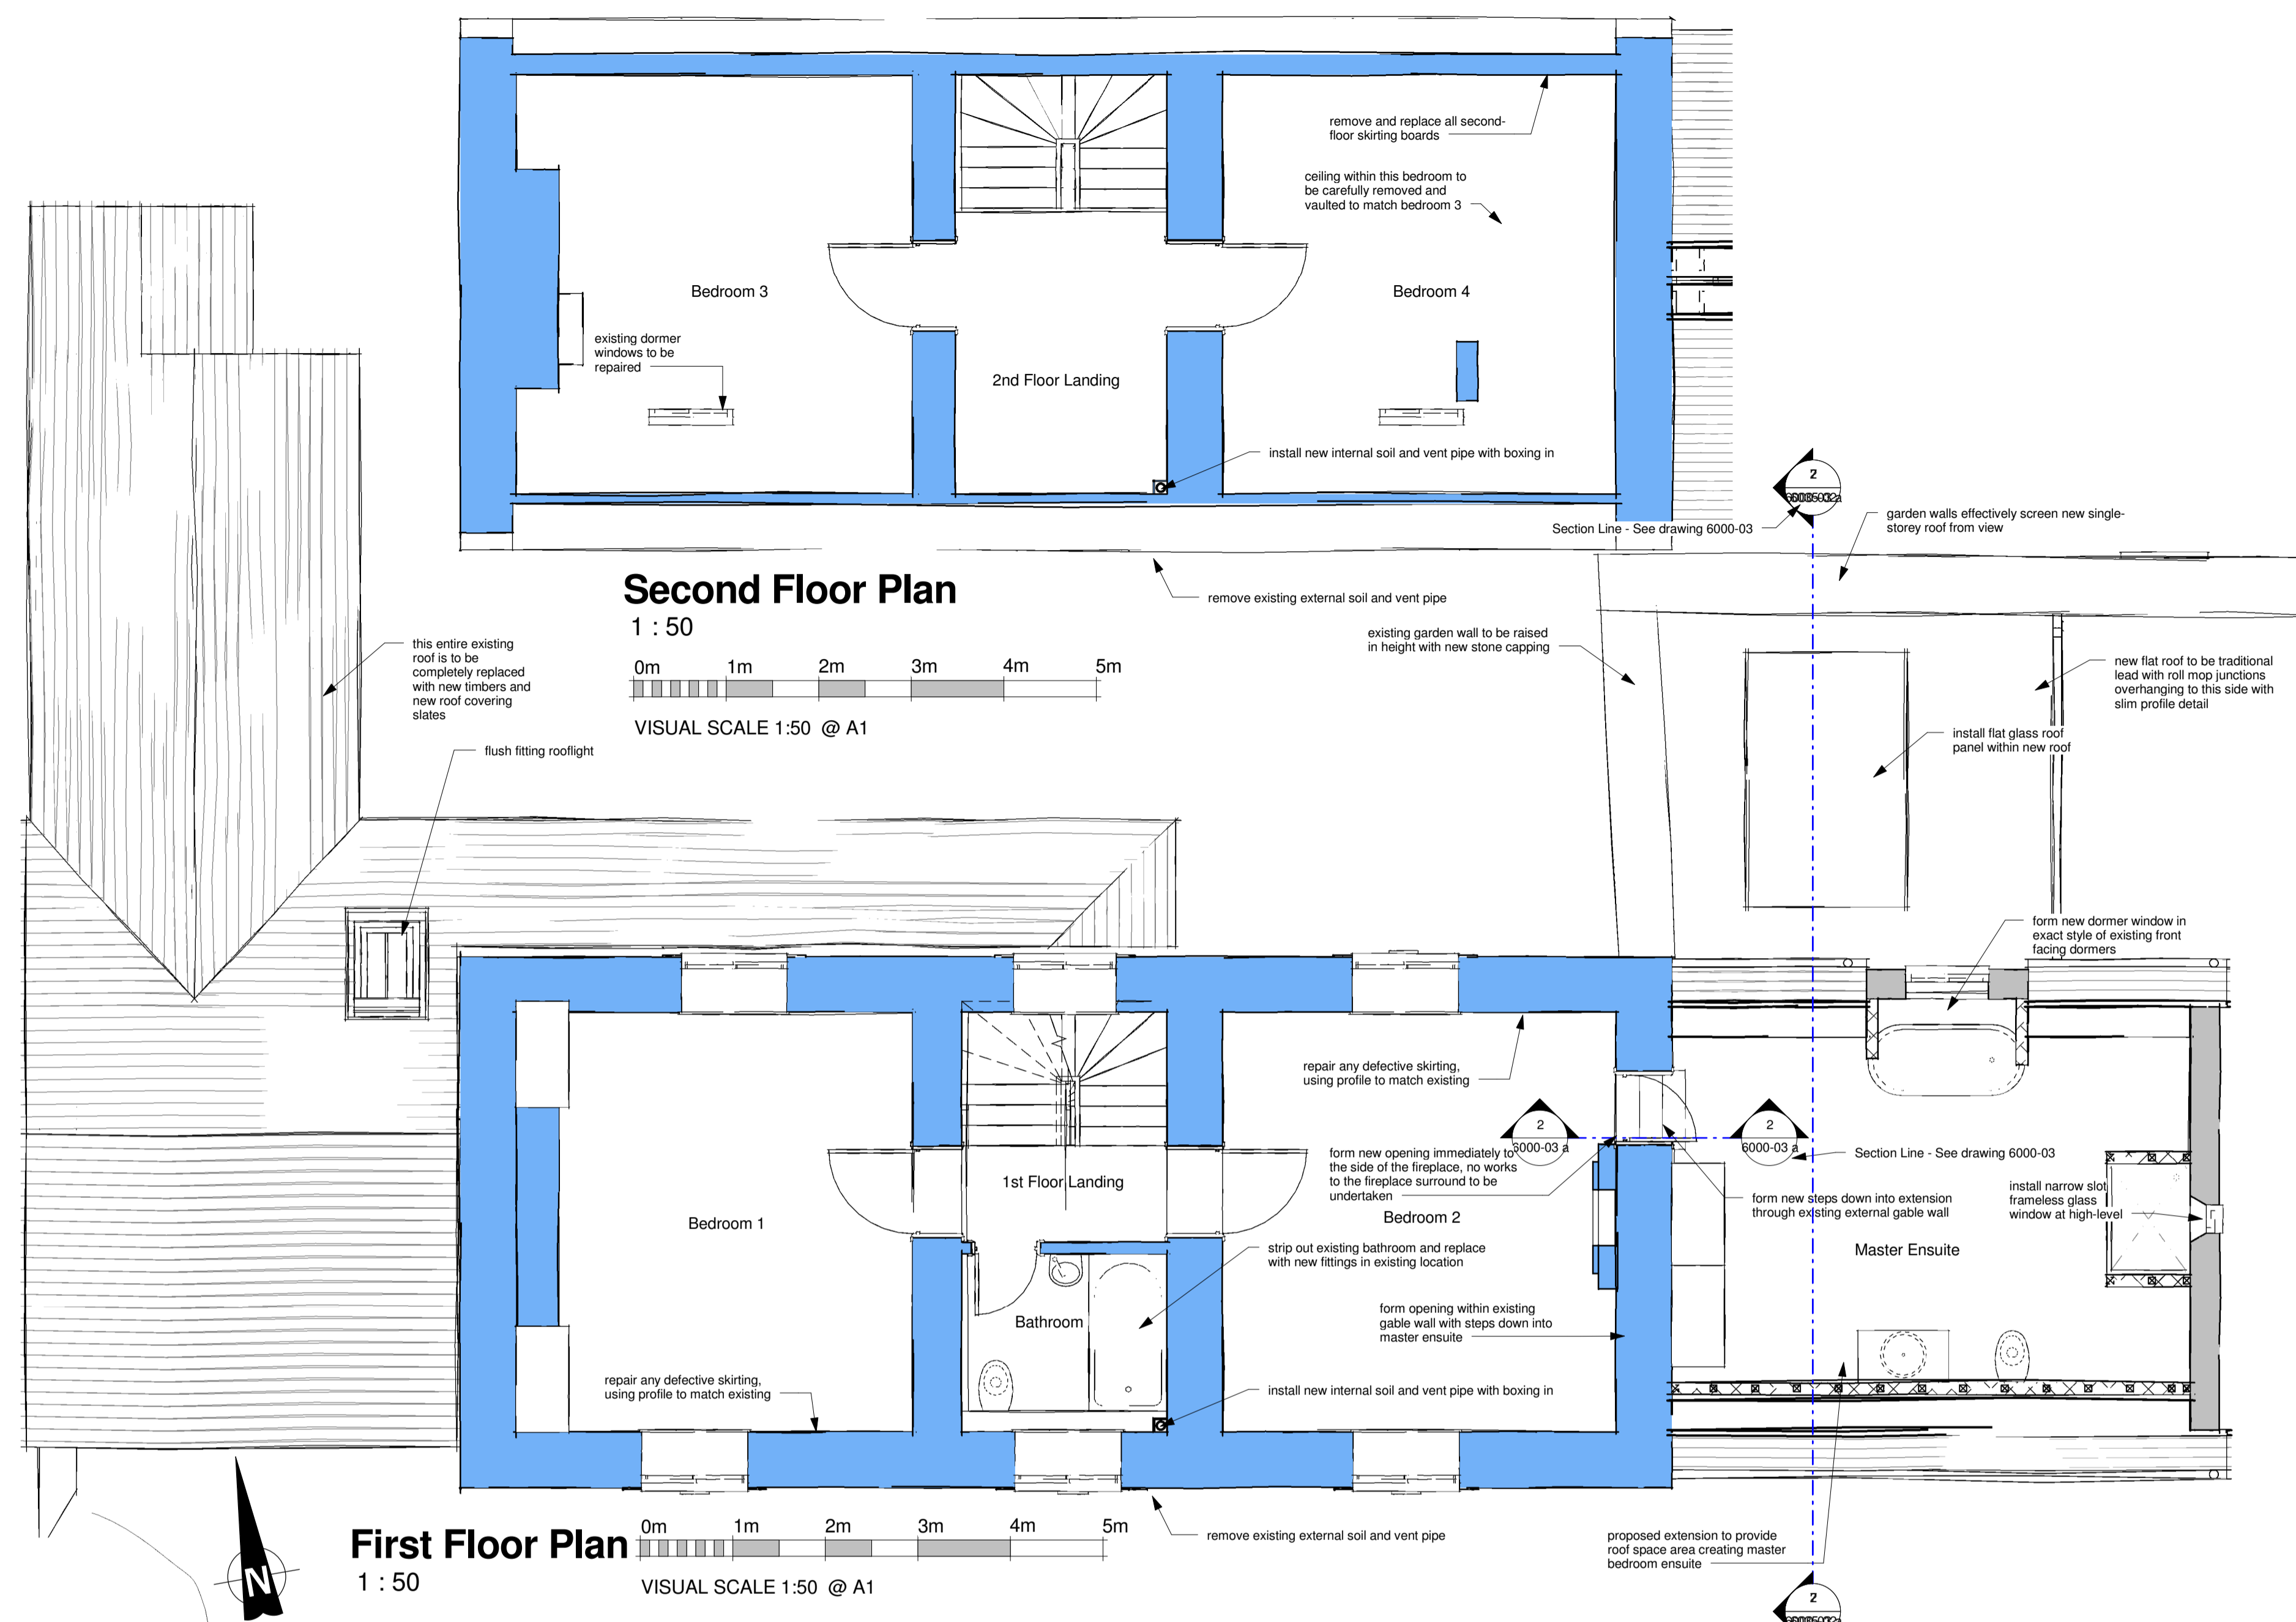 remove and replace all second-
floor skirting boards
ceiling within this bedroom to
be carefully removed and
vaulted to match bedroom 3
Bedroom 3
Bedroom 4
existing dormer
windows to be
repaired
2nd Floor Landing
install new internal soil and vent pipe with boxing in
2
Section Line - See drawing 6000-03
garden walls effectively screen new single-
storey roof from view
Second Floor Plan
1 : 50
remove existing external soil and vent pipe
0m 1m 2m 3m 4m 5m
VISUAL SCALE 1:50 @ A1
this entire existing
roof is to be
completely replaced
with new timbers and
new roof covering
slates
flush fitting rooflight
existing garden wall to be raised
in height with new stone capping
new flat roof to be traditional
lead with roll mop junctions
overhanging to this side with
slim profile detail
install flat glass roof
panel within new roof
form new dormer window in
exact style of existing front
facing dormers
repair any defective skirting,
using profile to match existing
2
6000-03 a
2
6000-03 a
Section Line - See drawing 6000-03
form new opening immediately to
the side of the fireplace, no works
to the fireplace surround to be
undertaken
1st Floor Landing
Bedroom 1
Bedroom 2
form new steps down into extension
through existing external gable wall
install narrow slot
frameless glass
window at high-level
Master Ensuite
strip out existing bathroom and replace
with new fittings in existing location
Bathroom
form opening within existing
gable wall with steps down into
master ensuite
repair any defective skirting,
using profile to match existing
install new internal soil and vent pipe with boxing in
First Floor Plan
1 : 50
0m 1m 2m 3m 4m 5m
VISUAL SCALE 1:50 @ A1
remove existing external soil and vent pipe
proposed extension to provide
roof space area creating master
bedroom ensuite
N
2